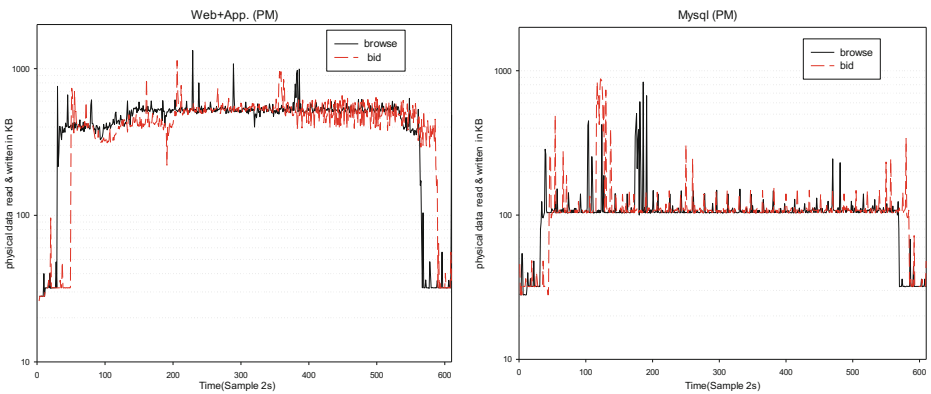 Web+App. (PM)
browse
bid
physical data read & written in KB
1000
100
10
0
100
200
300
400
500
600
Time(Sample 2s)
Mysql (PM)
browse
bid
physical data read & written in KB
1000
100
10
0
100
200
300
400
500
600
Time(Sample 2s)